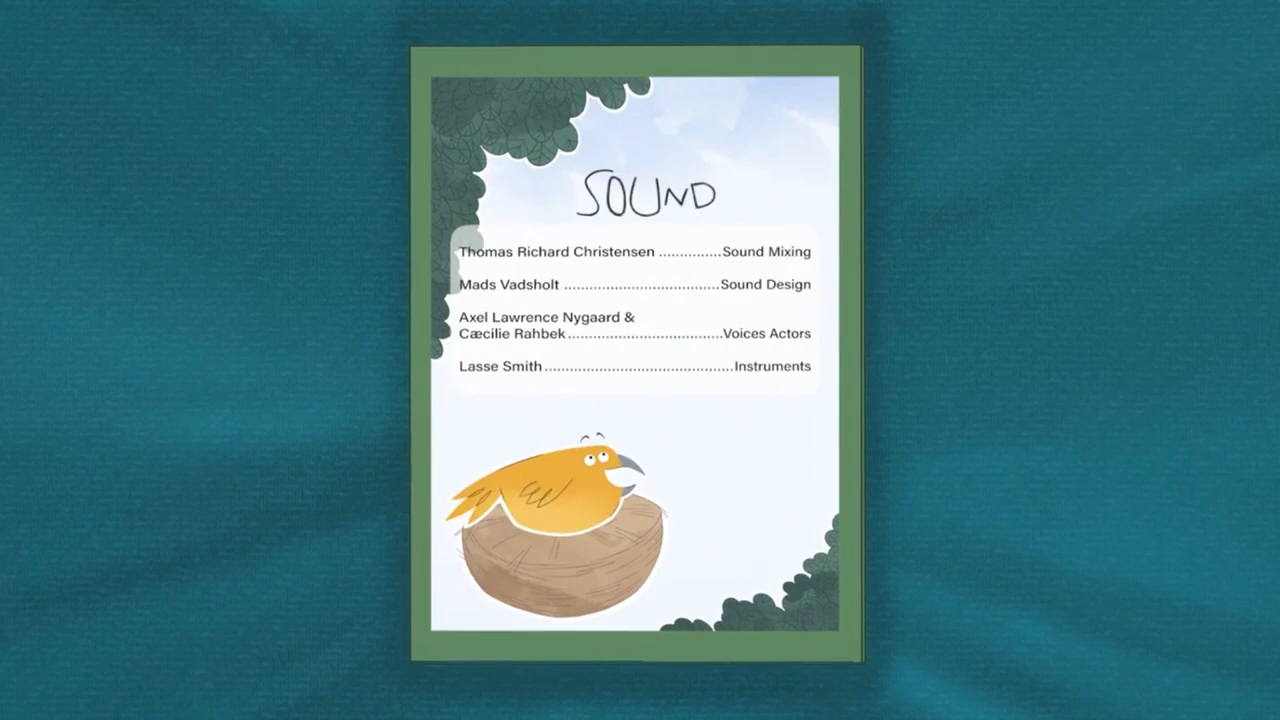 SOUND
Thomas Richard Christensen ..............Sound Mixing
Mads Vadsholt ....................................Sound Design
Axel Lawrence Nygaard &
Cæcilie Rahbek....................................Voices Actors
Lasse Smith............................................Instruments